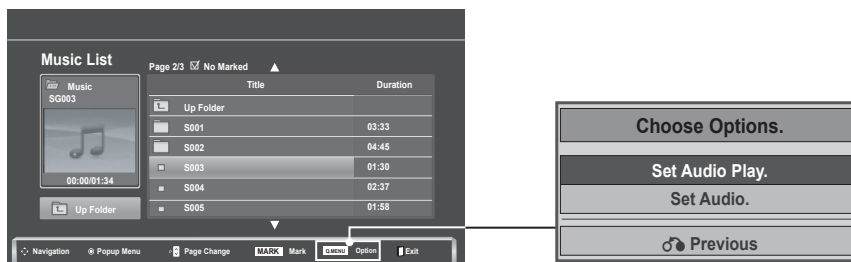 Music List
Page 2/3 No Marked
Music
SG003
00:00/01:34
Up Folder
Title Duration
Up Folder
S001 03:33
S002 04:45
S003 01:30
S004 02:37
S005 01:58
Navigation Popup Menu P Page Change MARK Mark Q.MENU Option Exit
Choose Options.
Set Audio Play.
Set Audio.
Previous